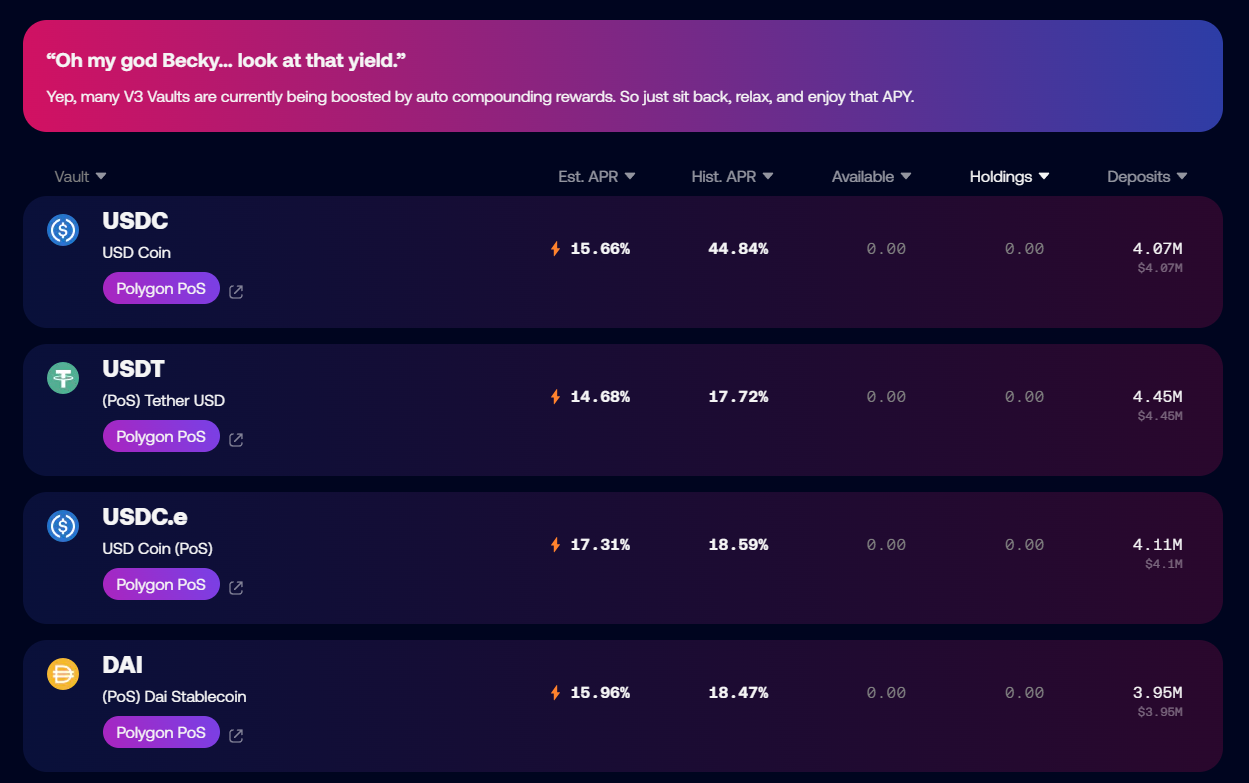 “Oh my god Becky... look at that yield.”
Yep, many V3 Vaults are currently being boosted by auto compounding rewards. So just sit back, relax, and enjoy that APY.
Vault Est. APR Hist. APR Available Holdings Deposits
USDC
USD Coin
Polygon PoS
15.66% 44.84% 0.00 0.00 4.07M
$4.07M
USDT
(PoS) Tether USD
Polygon PoS
14.68% 17.72% 0.00 0.00 4.45M
$4.45M
USDC.e
USD Coin (PoS)
Polygon PoS
17.31% 18.59% 0.00 0.00 4.11M
$4.1M
DAI
(PoS) Dai Stablecoin
Polygon PoS
15.96% 18.47% 0.00 0.00 3.95M
$3.95M